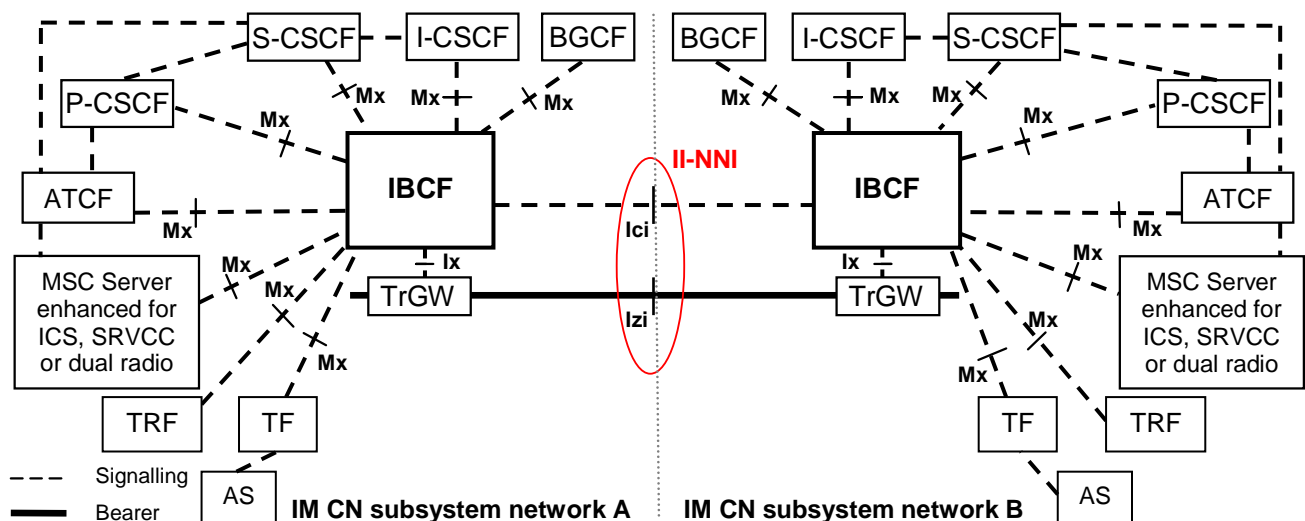 S-CSCF
I-CSCF
BGCF
BGCF
I-CSCF
S-CSCF
P-CSCF
Mx
Mx
Mx
Mx
Mx
Mx
Mx
Mx
P-CSCF
IBCF
II-NNI
IBCF
ATCF
Mx
Ici
Mx
ATCF
MSC Server
enhanced for
ICS, SRVCC
or dual radio
Mx
Ix
Ix
Mx
MSC Server
enhanced for
ICS, SRVCC
or dual radio
TrGW
Izi
TrGW
Mx
Mx
Mx
Mx
TRF
TF
TF
TRF
Signalling
AS
AS
Bearer
IM CN subsystem network A
IM CN subsystem network B